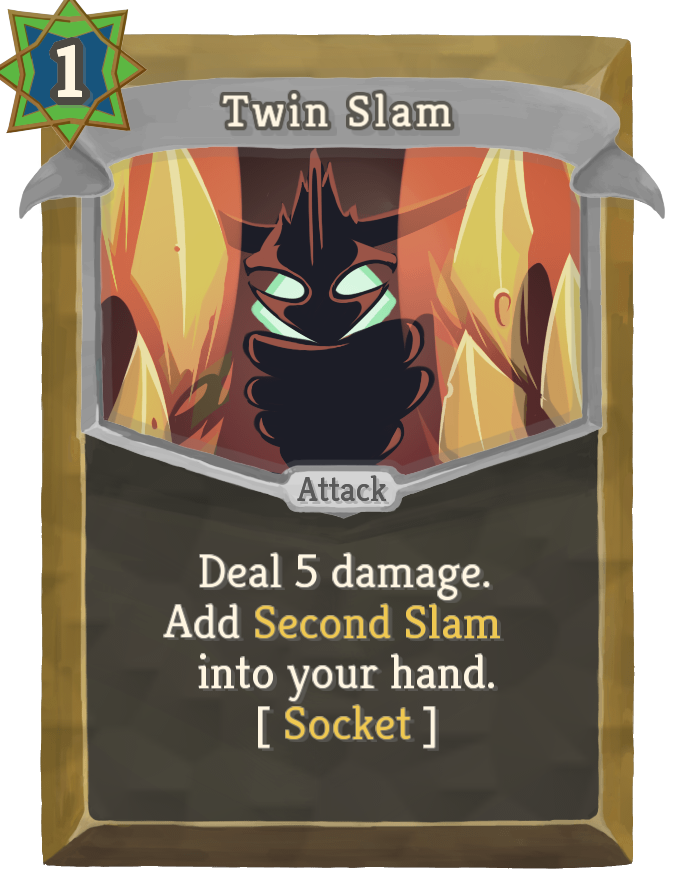 1
Twin Slam
Attack
Deal 5 damage.
Add Second Slam
into your hand.
[ Socket ]